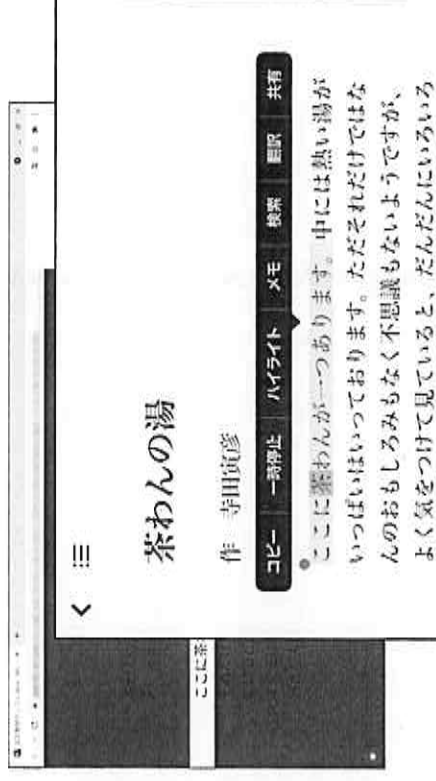 茶わんの湯
作　寺田寅彦
コピー　一時停止　ハイライト　メモ　検索　翻訳　共有
ここに茶わんが一つあります。中には熱い湯が
いっぱいはいっております。ただそれだけではな
んのおもしろみもなく不思議もないようですが、
よく気をつけて見ていると、だんだんにいろいろ
ここに茶